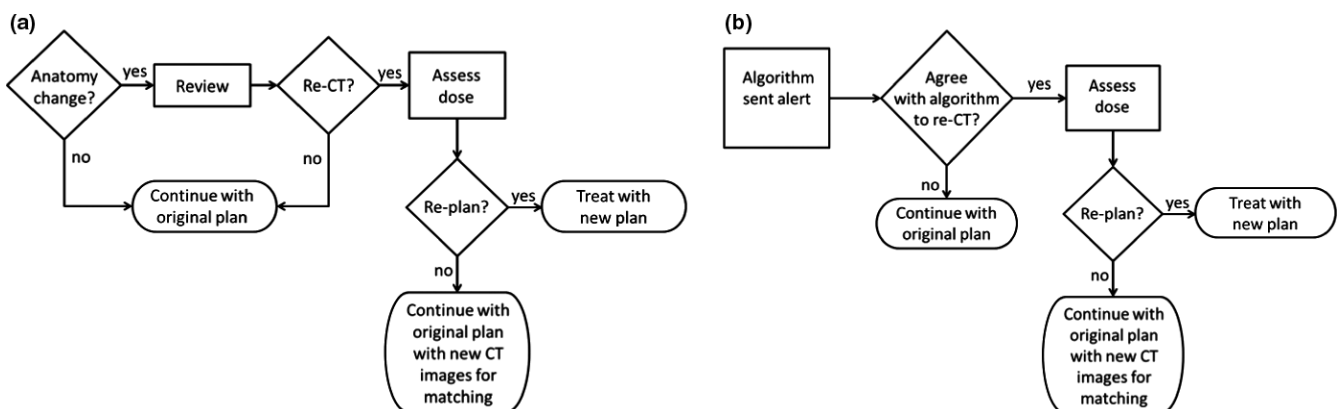 (a)
Anatomy
change?
yes
Review
Re-CT?
yes
Assess
dose
no
no
Continue with
original plan
Re-plan?
yes
Treat with
new plan
no
Continue with
original plan
with new CT
images for
matching
(b)
Algorithm
sent alert
Agree
with algorithm
to re-CT?
yes
Assess
dose
no
Continue with
original plan
Re-plan?
yes
Treat with
new plan
no
Continue with
original plan
with new CT
images for
matching